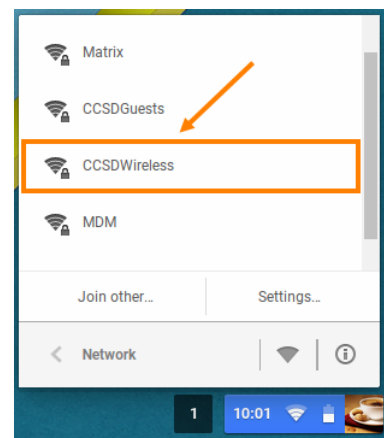 Matrix
CCSDGuests
CCSDWireless
MDM
Join other... Settings...
Network
1 10:01